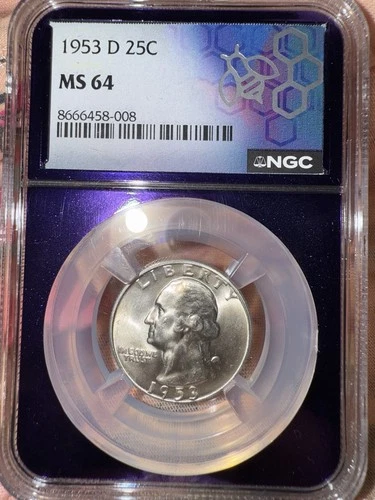 1953 D 25C
MS 64
8666458-008
NGC
LIBERTY
IN GOD WE
TRUST
1953